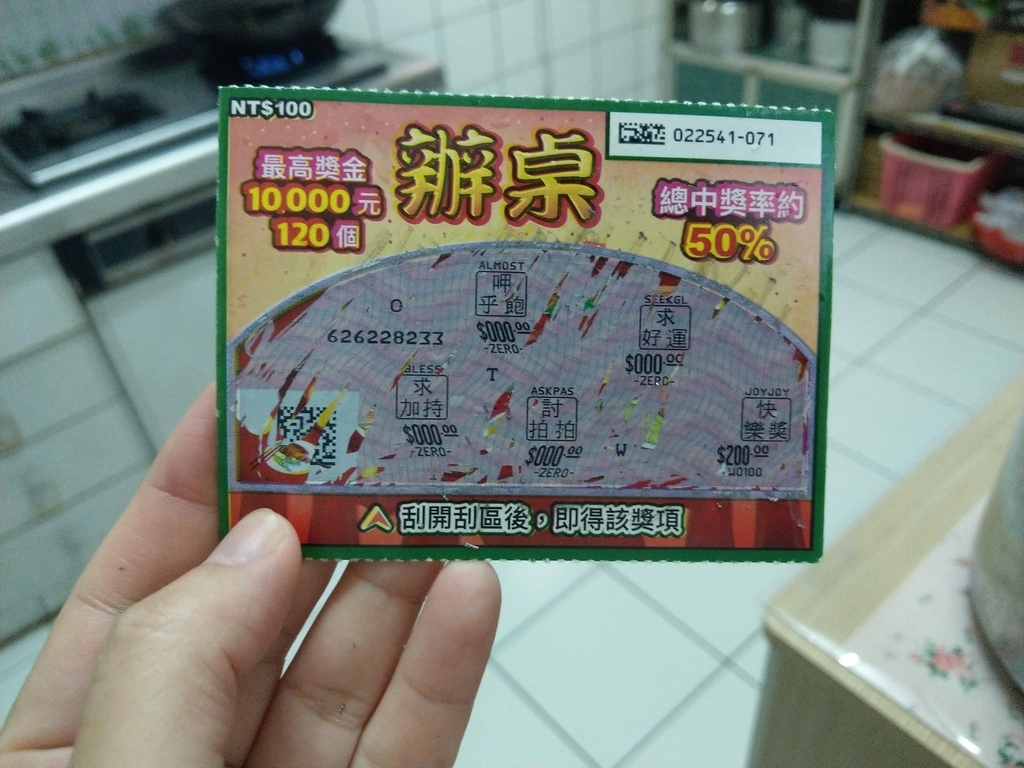 NT$100
022541-071
辦桌
最高獎金
10,000元
120個
總中獎率約
50%
ALMOST
呷
乎飽
$000.00
-ZERO-
O
626228233
SEEKGL
求
好運
$000.00
-ZERO-
BLESS
求
加持
$000.00
-ZERO-
T
ASKPAS
討
拍拍
$000.00
-ZERO-
W
JOYJOY
快
樂獎
$200.00
-WO100
刮開刮區後，即得該獎項